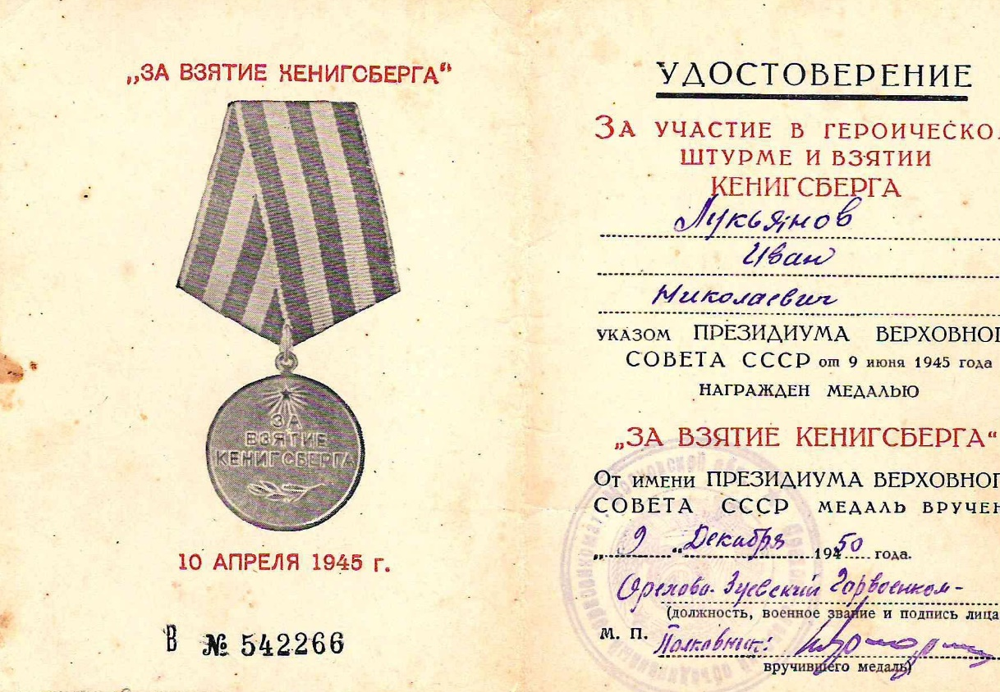 „ЗА ВЗЯТИЕ КЕНИГСБЕРГА“
ЗА
ВЗЯТИЕ
КЕНИГСБЕРГА
10 АПРЕЛЯ 1945 г.
В № 542266
УДОСТОВЕРЕНИЕ
ЗА УЧАСТИЕ В ГЕРОИЧЕСКО
ШТУРМЕ И ВЗЯТИИ
КЕНИГСБЕРГА
Лукьянов
Иван
Николаевич
УКАЗОМ ПРЕЗИДИУМА ВЕРХОВНОГ
СОВЕТА СССР от 9 июня 1945 года
НАГРАЖДЕН МЕДАЛЬЮ
„ЗА ВЗЯТИЕ КЕНИГСБЕРГА“
ОТ ИМЕНИ ПРЕЗИДИУМА ВЕРХОВНОГ
СОВЕТА СССР МЕДАЛЬ ВРУЧЕН
„9“ Декабря 1950 года.
Орехово-Зуевский Горвоенком-
(должность, военное звание и подпись лица
М. П. Полковник:
вручившего медаль)